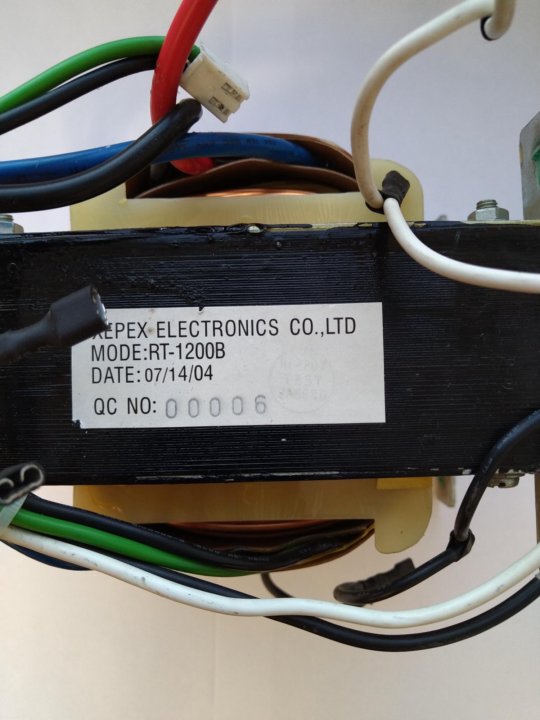 XEPEX ELECTRONICS CO.,LTD
MODE:RT-1200B
DATE: 07/14/04
QC NO: 00006